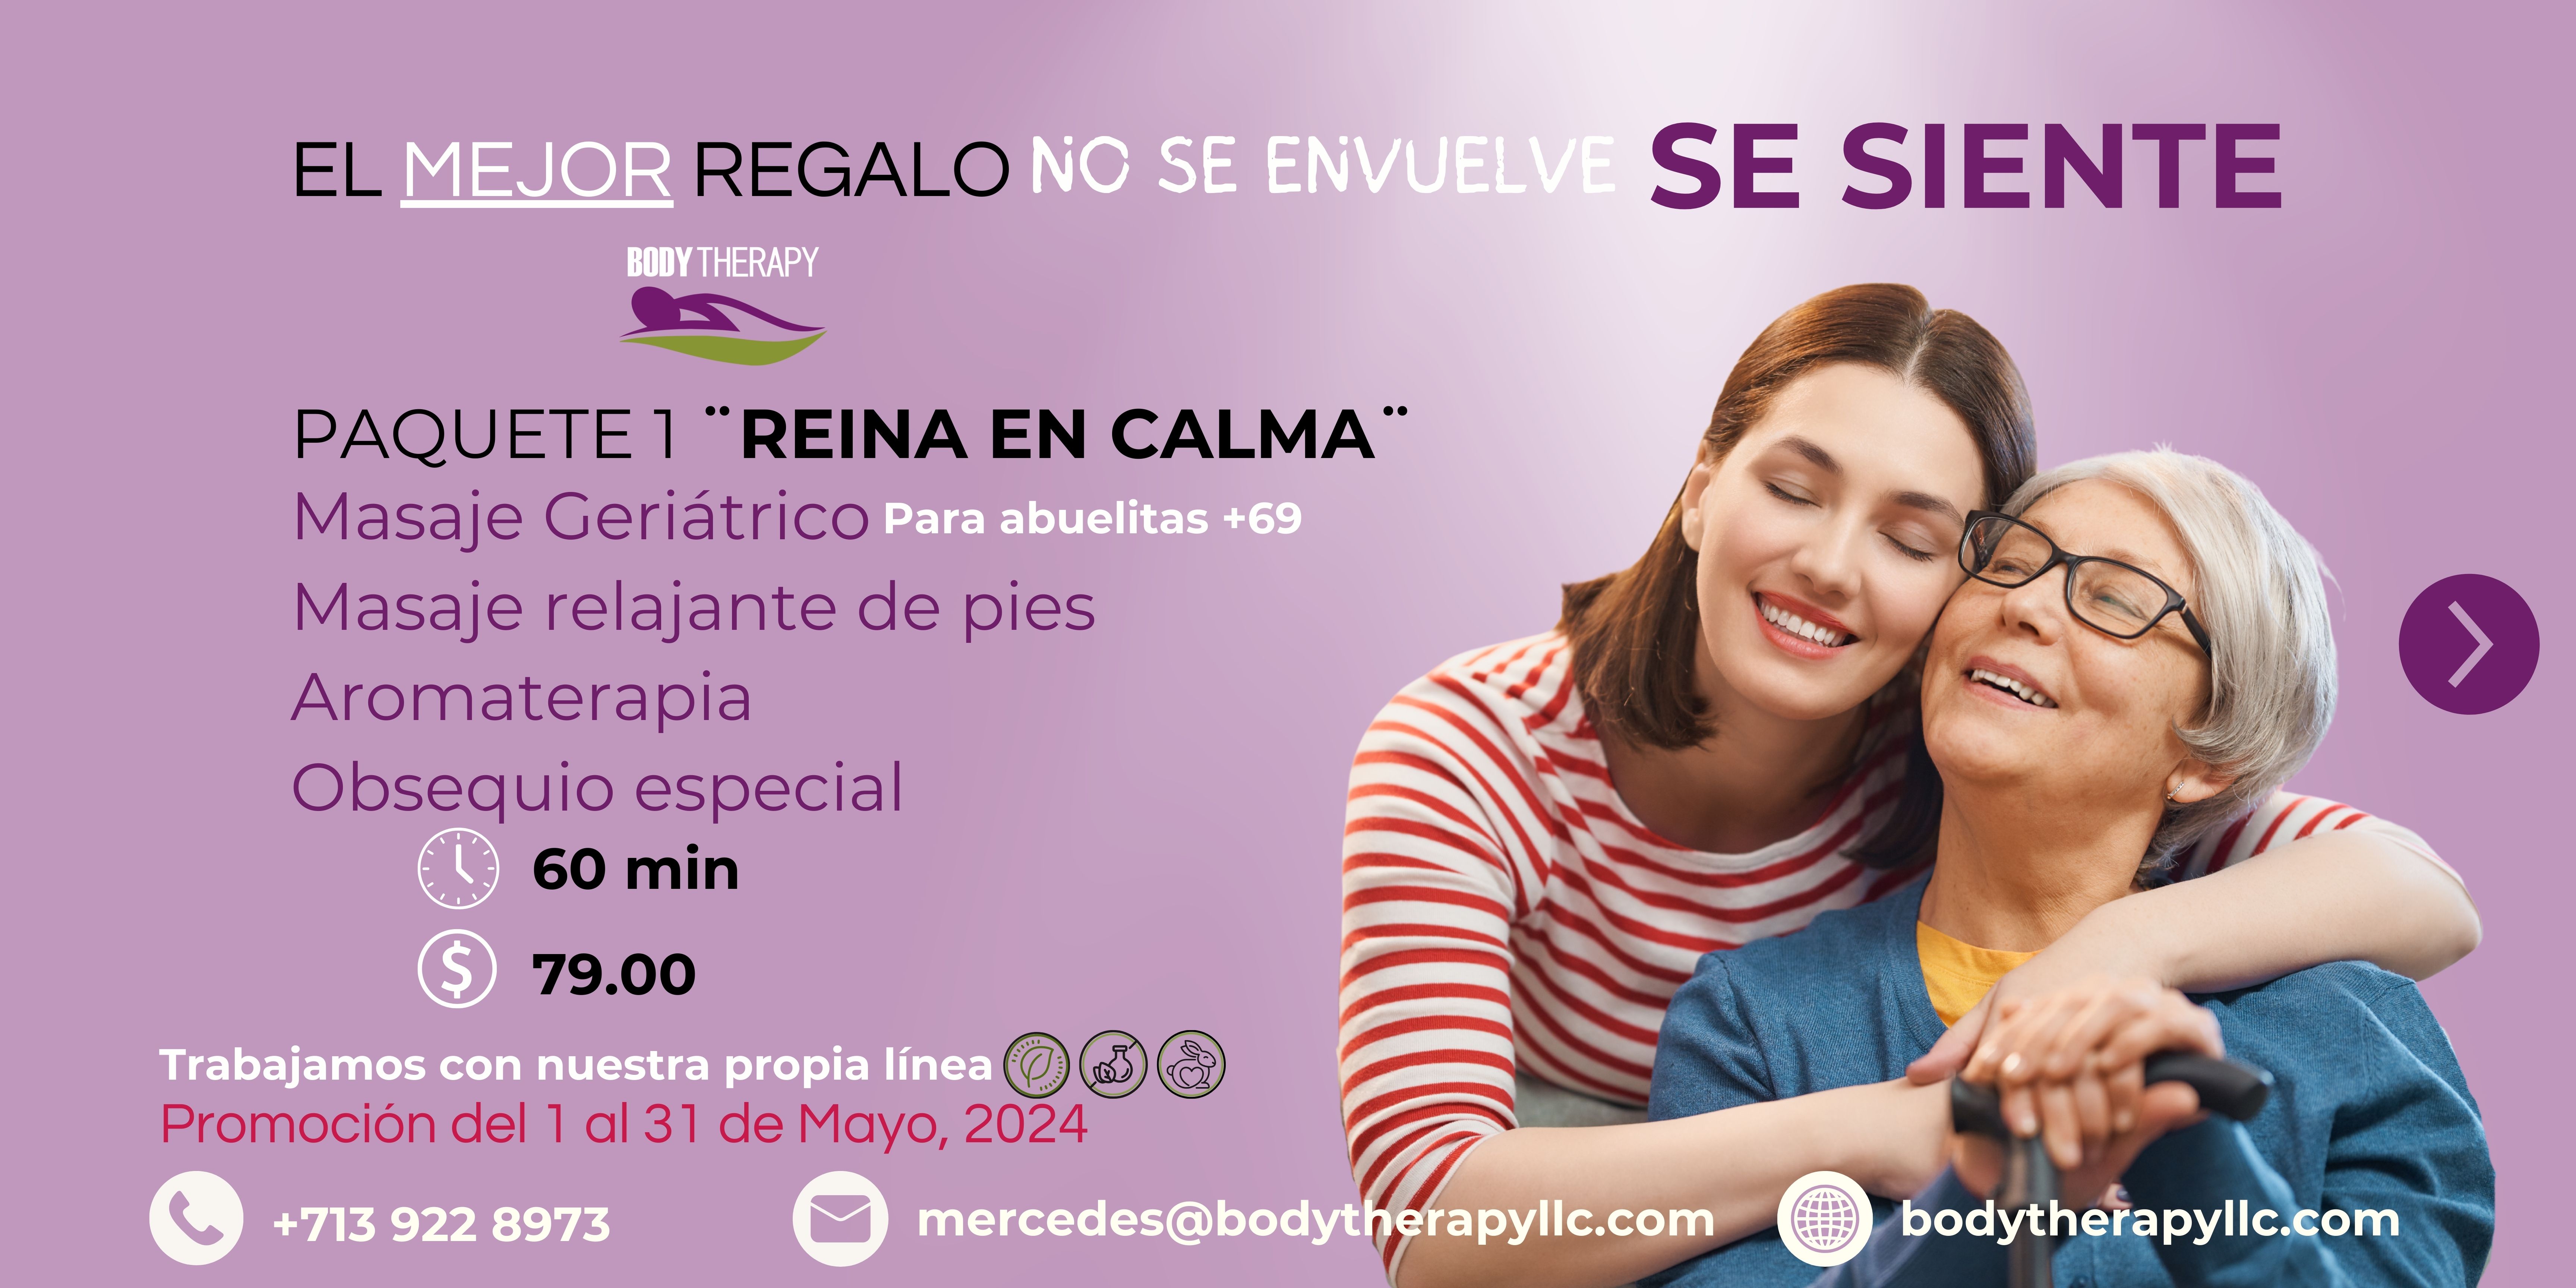 EL MEJOR REGALO NO SE ENVUELVE SE SIENTE
BODY THERAPY
PAQUETE 1 ¨REINA EN CALMA¨
Masaje Geriátrico Para abuelitas +69
Masaje relajante de pies
Aromaterapia
Obsequio especial
60 min
$ 79.00
Trabajamos con nuestra propia línea
Promoción del 1 al 31 de Mayo, 2024
+713 922 8973 mercedes@bodytherapyllc.com bodytherapyllc.com